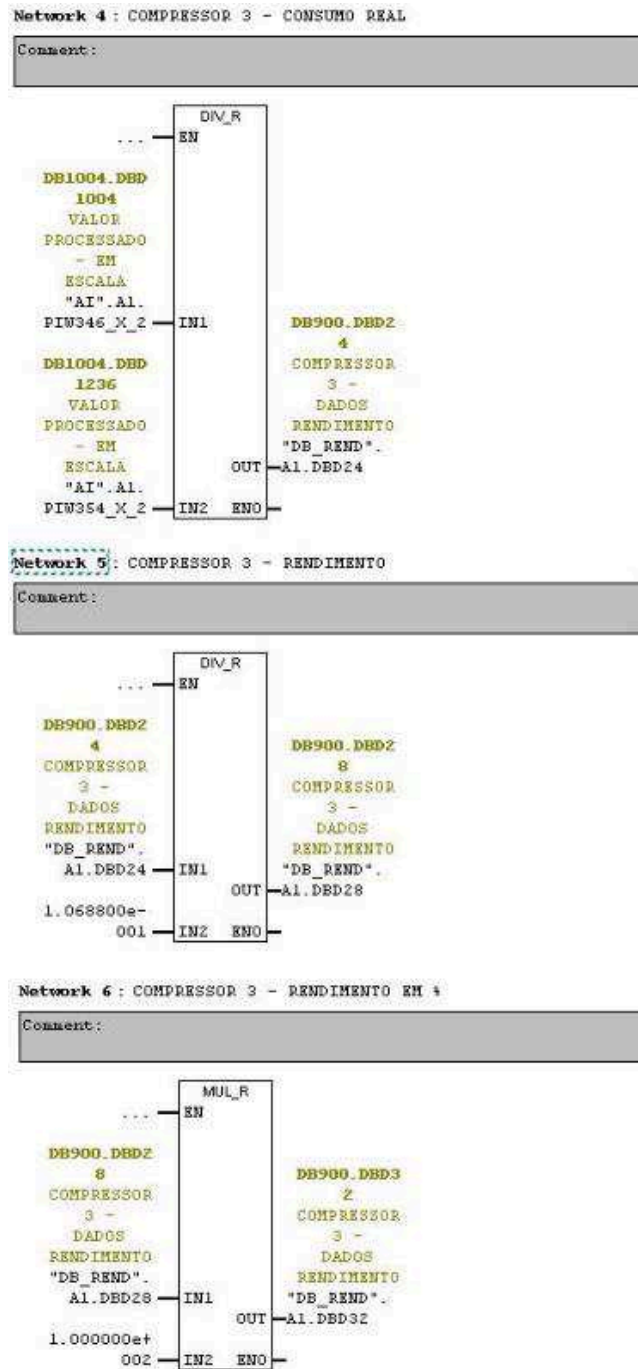 Network 4 : COMPRESSOR 3 - CONSUMO REAL
Comment:
DIV_R
... EN
DB1004.DBD
1004
VALOR
PROCESSADO
- EM
ESCALA
"AI".A1.
PIW346_X_2 IN1
DB900.DBD2
4
COMPRESSOR
3 -
DADOS
RENDIMENTO
"DB_REND".
OUT A1.DBD24
DB1004.DBD
1236
VALOR
PROCESSADO
- EM
ESCALA
"AI".A1.
PIW354_X_2 IN2 ENO
Network 5 : COMPRESSOR 3 - RENDIMENTO
Comment:
DIV_R
... EN
DB900.DBD2
4
COMPRESSOR
3 -
DADOS
RENDIMENTO
"DB_REND".
A1.DBD24 IN1
DB900.DBD2
8
COMPRESSOR
3 -
DADOS
RENDIMENTO
"DB_REND".
OUT A1.DBD28
1.068800e-
001 IN2 ENO
Network 6 : COMPRESSOR 3 - RENDIMENTO EM %
Comment:
MUL_R
... EN
DB900.DBD2
8
COMPRESSOR
3 -
DADOS
RENDIMENTO
"DB_REND".
A1.DBD28 IN1
DB900.DBD3
2
COMPRESSOR
3 -
DADOS
RENDIMENTO
"DB_REND".
OUT A1.DBD32
1.000000e+
002 IN2 ENO